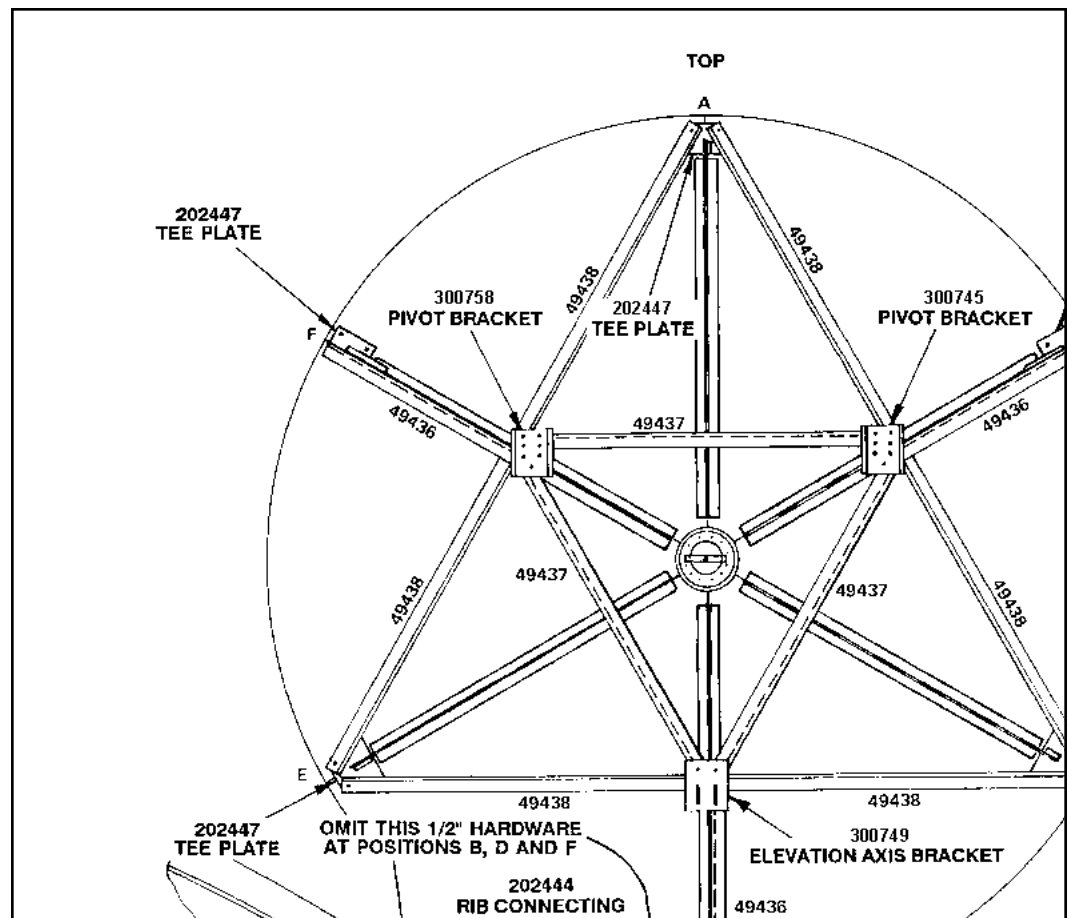 TOP
A
202447
TEE PLATE
49438
49438
300758
PIVOT BRACKET
202447
TEE PLATE
300745
PIVOT BRACKET
F
49436
49437
49436
49437
49437
49438
49438
E
49438
49438
202447
TEE PLATE
OMIT THIS 1/2" HARDWARE
AT POSITIONS B, D AND F
300749
ELEVATION AXIS BRACKET
202444
RIB CONNECTING
49436